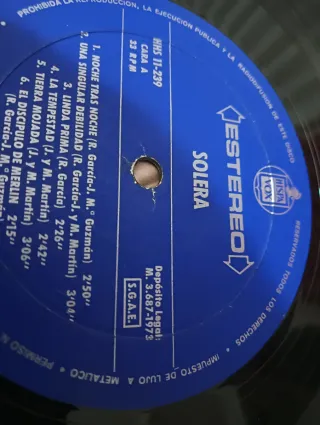 PROHIBIDA LA REPRODUCCION, LA EJECUCION PUBLICA Y LA RADIODIFUSION DE ESTE DISCO
RESERVADOS TODOS LOS DERECHOS • IMPUESTO DE LUJO A METALICO • PERMISO N
ESTEREO
SOLERA
HHS 11-239
CARA A
33 RPM
Depósito Legal:
M. 3.687-1973
S.G.A.E.
1. NOCHE TRAS NOCHE (R. García-J. M.ª Guzmán) 2'50''
2. UNA SINGULAR DEBILIDAD (J. y M. Martín) 3'04''
3. LINDA PRIMA (R. García) 2'26''
4. LA TEMPESTAD (J. y M. Martín) 2'42''
5. TIERRA MOJADA (J. y M. Martín) 3'06''
6. EL DISCIPULO DE MERLIN
(R. García-J. M.ª Guzmán) 2'15''